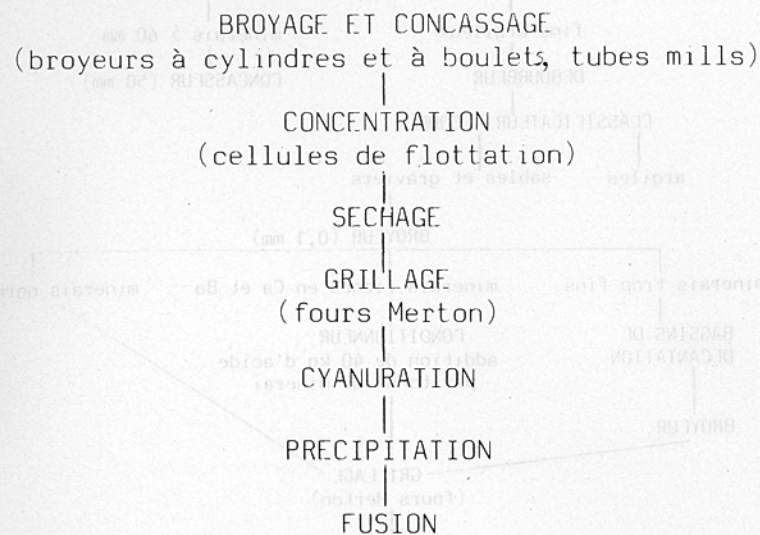 BROYAGE ET CONCASSAGE
(broyeurs à cylindres et à boulets, tubes mills)
CONCENTRATION
(cellules de flottation)
SECHAGE
GRILLAGE
(fours Merton)
CYANURATION
PRECIPITATION
FUSION